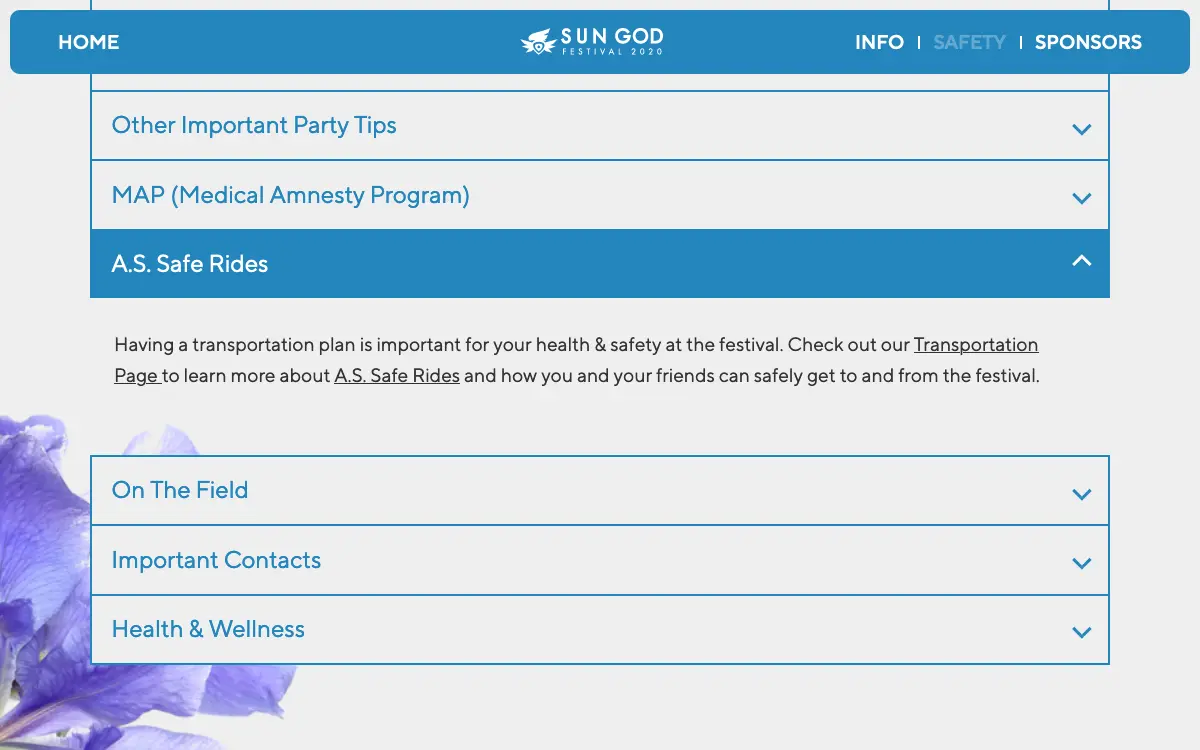 HOME
SUN GOD
FESTIVAL 2020
INFO | SAFETY | SPONSORS
Other Important Party Tips
MAP (Medical Amnesty Program)
A.S. Safe Rides
Having a transportation plan is important for your health & safety at the festival. Check out our Transportation
Page to learn more about A.S. Safe Rides and how you and your friends can safely get to and from the festival.
On The Field
Important Contacts
Health & Wellness